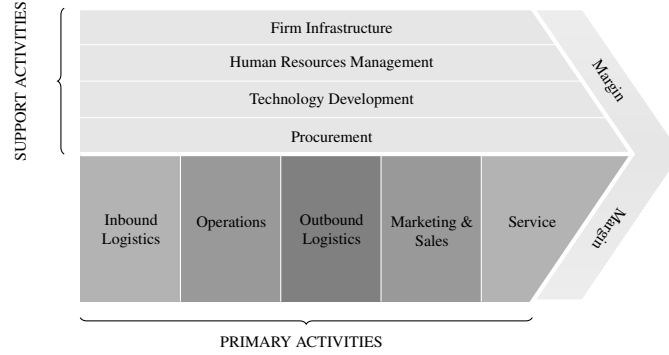 SUPPORT ACTIVITIES
Firm Infrastructure
Human Resources Management
Technology Development
Procurement
Margin
Inbound
Logistics
Operations
Outbound
Logistics
Marketing &
Sales
Service
Margin
PRIMARY ACTIVITIES